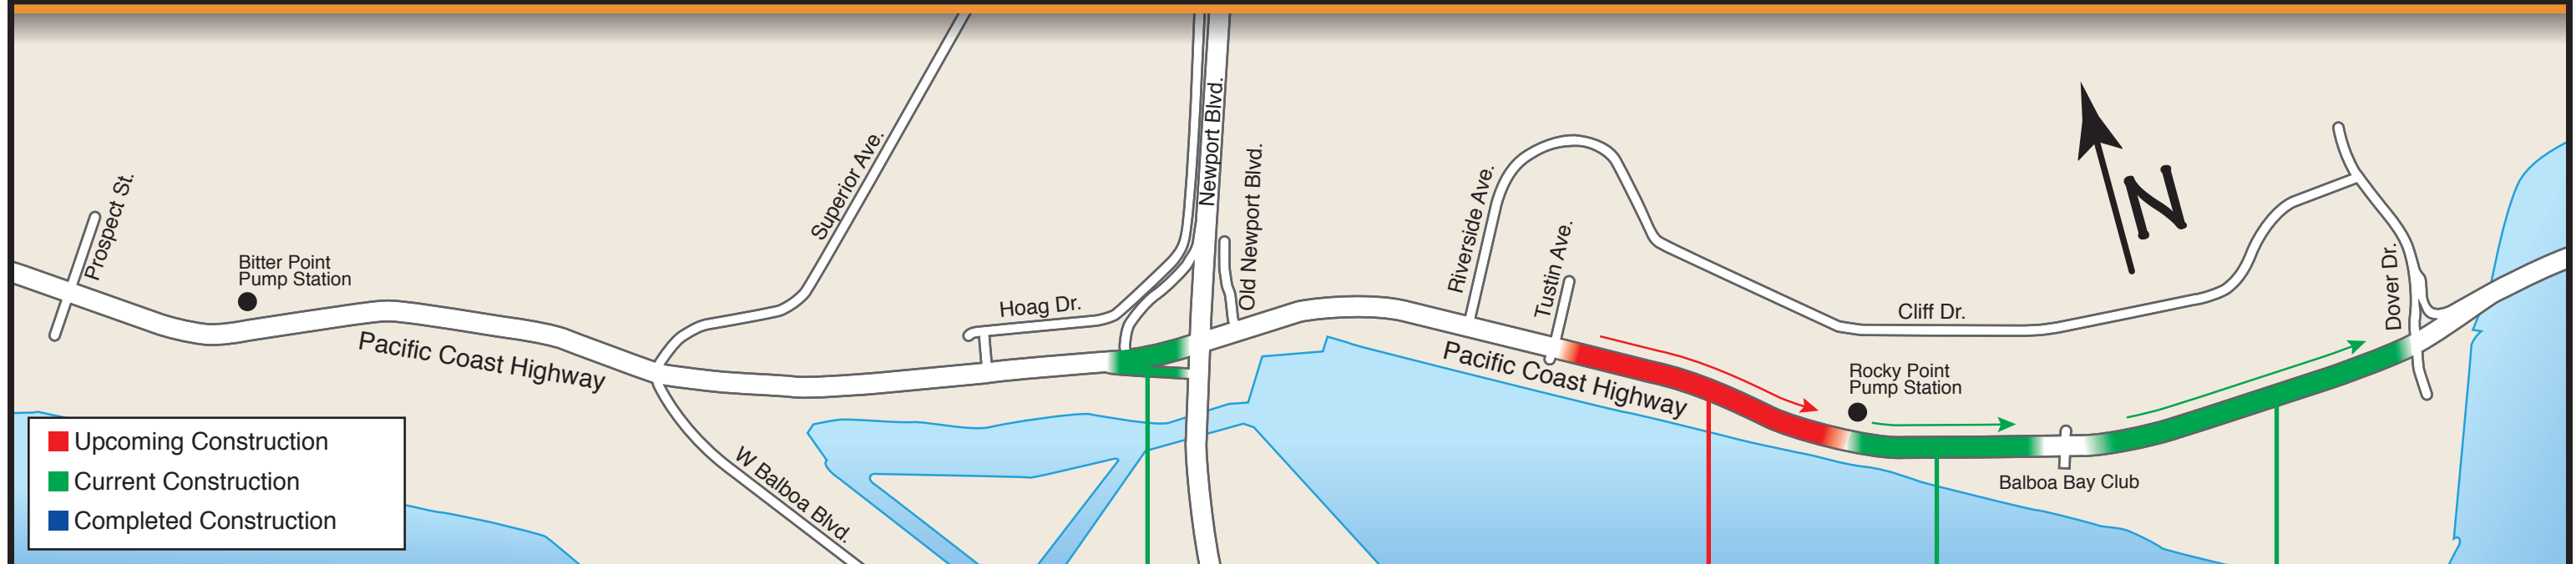 Prospect St.
Bitter Point
Pump Station
Superior Ave.
Hoag Dr.
Newport Blvd.
Old Newport Blvd.
Riverside Ave.
Tustin Ave.
Cliff Dr.
Dover Dr.
N
Pacific Coast Highway
Pacific Coast Highway
Rocky Point
Pump Station
Balboa Bay Club
W Balboa Blvd.
Upcoming Construction
Current Construction
Completed Construction